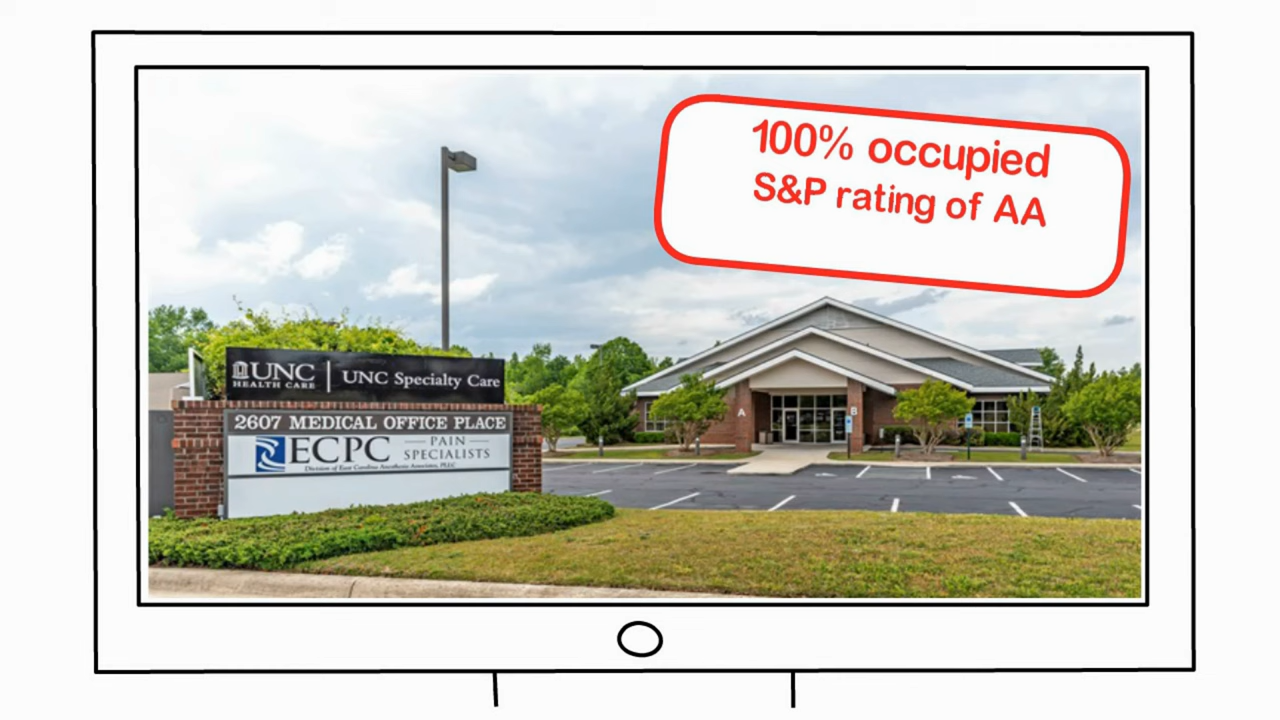 100% occupied
S&P rating of AA
UNC
HEALTH CARE
UNC Specialty Care
2607 MEDICAL OFFICE PLACE
ECPC
PAIN
SPECIALISTS
Division of East Carolina Anesthesia Associates, PLLC
A
B